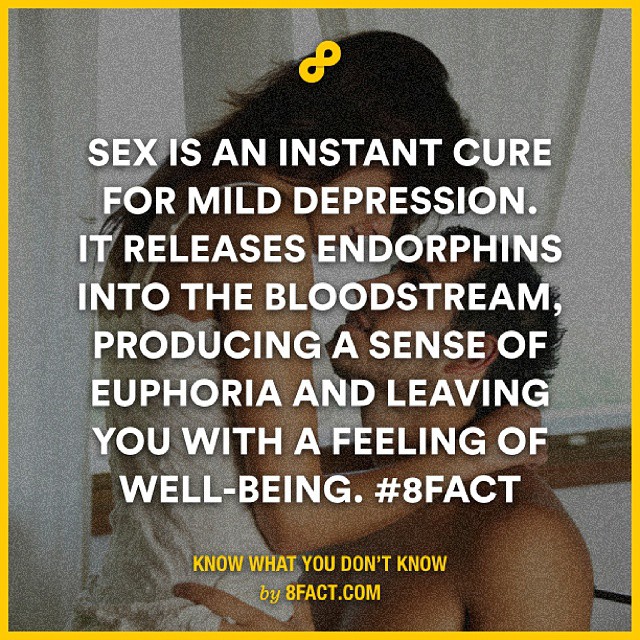 SEX IS AN INSTANT CURE
FOR MILD DEPRESSION.
IT RELEASES ENDORPHINS
INTO THE BLOODSTREAM,
PRODUCING A SENSE OF
EUPHORIA AND LEAVING
YOU WITH A FEELING OF
WELL-BEING. #8FACT
KNOW WHAT YOU DON'T KNOW
by 8FACT.COM